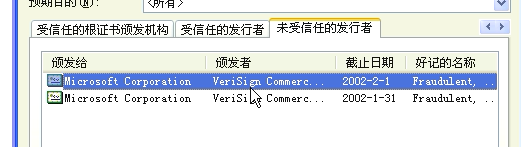 预期目的(N): <所有>
受信任的根证书颁发机构 受信任的发行者 未受信任的发行者
颁发给 颁发者 截止日期 好记的名称
Microsoft Corporation VeriSign Commerc... 2002-2-1 Fraudulent, ..
Microsoft Corporation VeriSign Commerc... 2002-1-31 Fraudulent, ..